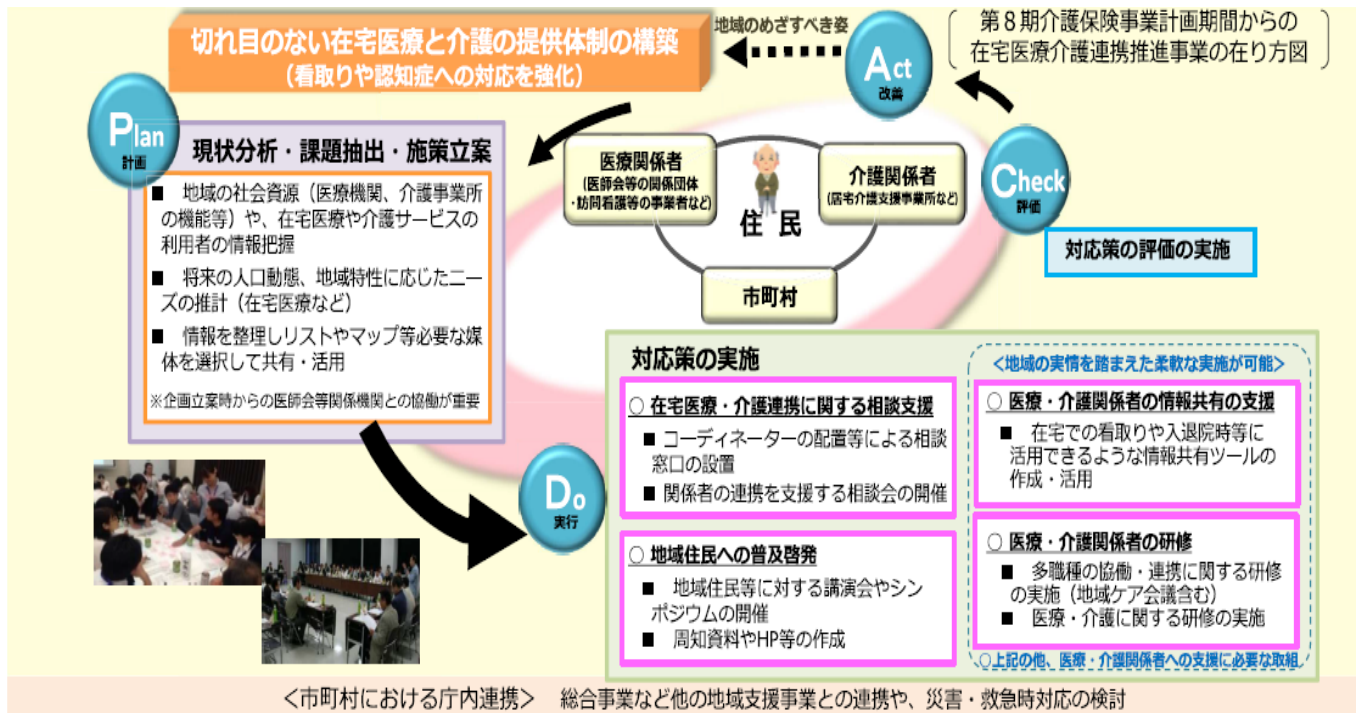 切れ目のない在宅医療と介護の提供体制の構築
（看取りや認知症への対応を強化）
地域のめざすべき姿
Act
改善
第８期介護保険事業計画期間からの
在宅医療介護連携推進事業の在り方図
Plan
計画
現状分析・課題抽出・施策立案
■ 地域の社会資源（医療機関、介護事業所
の機能等）や、在宅医療や介護サービスの
利用者の情報把握
■ 将来の人口動態、地域特性に応じたニー
ズの推計（在宅医療など）
■ 情報を整理しリストやマップ等必要な媒
体を選択して共有・活用
※企画立案時からの医師会等関係機関との協働が重要
医療関係者
（医師会等の関係団体
・訪問看護等の事業者など）
介護関係者
（居宅介護支援事業所など）
住 民
市町村
Check
評価
対応策の評価の実施
Do
実行
対応策の実施
○ 在宅医療・介護連携に関する相談支援
■ コーディネーターの配置等による相談
窓口の設置
■ 関係者の連携を支援する相談会の開催
○ 地域住民への普及啓発
■ 地域住民等に対する講演会やシン
ポジウムの開催
■ 周知資料やHP等の作成
＜地域の実情を踏まえた柔軟な実施が可能＞
○ 医療・介護関係者の情報共有の支援
■ 在宅での看取りや入退院時等に
活用できるような情報共有ツールの
作成・活用
○ 医療・介護関係者の研修
■ 多職種の協働・連携に関する研修
の実施（地域ケア会議含む）
■ 医療・介護に関する研修の実施
○上記の他、医療・介護関係者への支援に必要な取組
＜市町村における庁内連携＞ 総合事業など他の地域支援事業との連携や、災害・救急時対応の検討